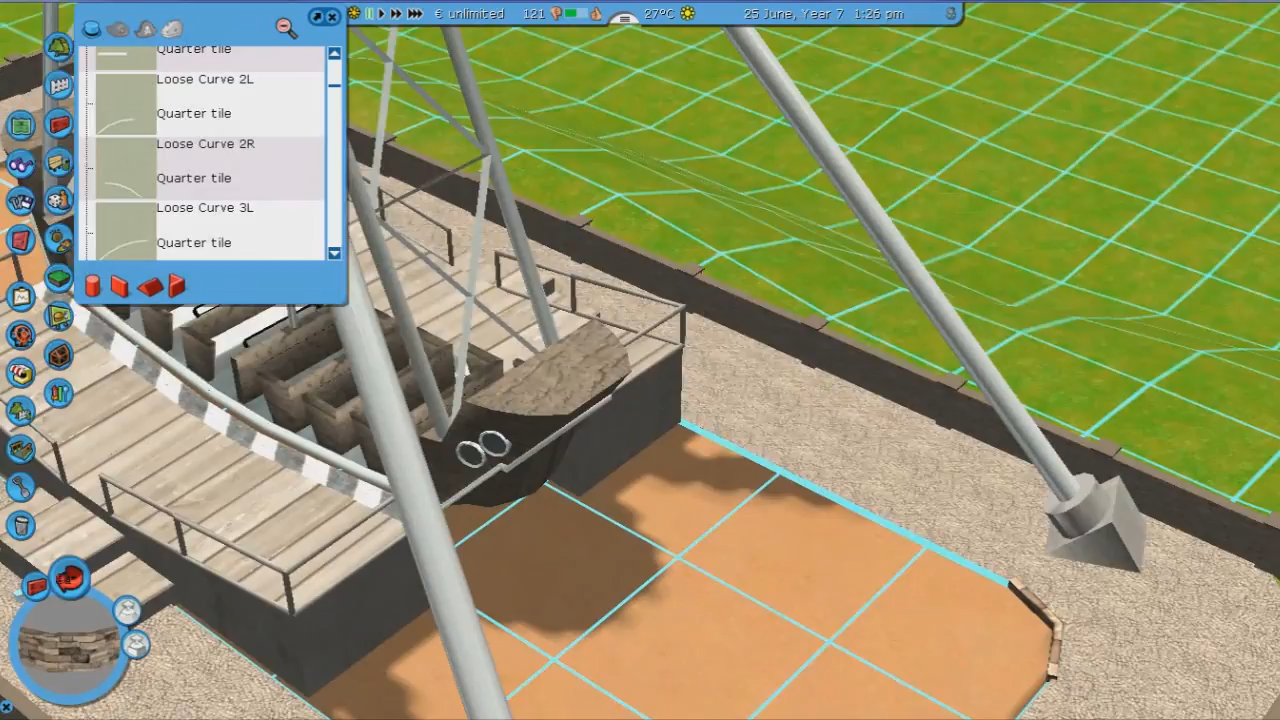 € unlimited 121 27°C 25 June, Year 7 1:26 pm
Quarter tile
Loose Curve 2L
Quarter tile
Loose Curve 2R
Quarter tile
Loose Curve 3L
Quarter tile